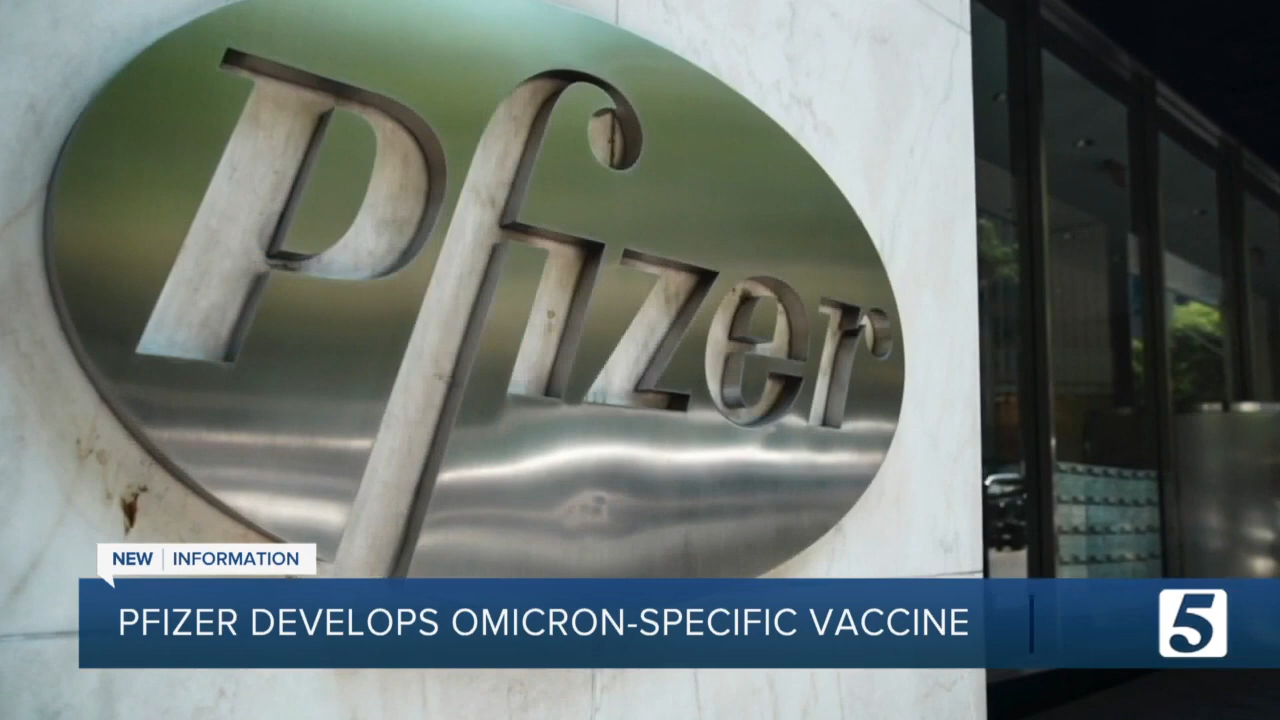 Pfizer
NEW | INFORMATION
PFIZER DEVELOPS OMICRON-SPECIFIC VACCINE
5